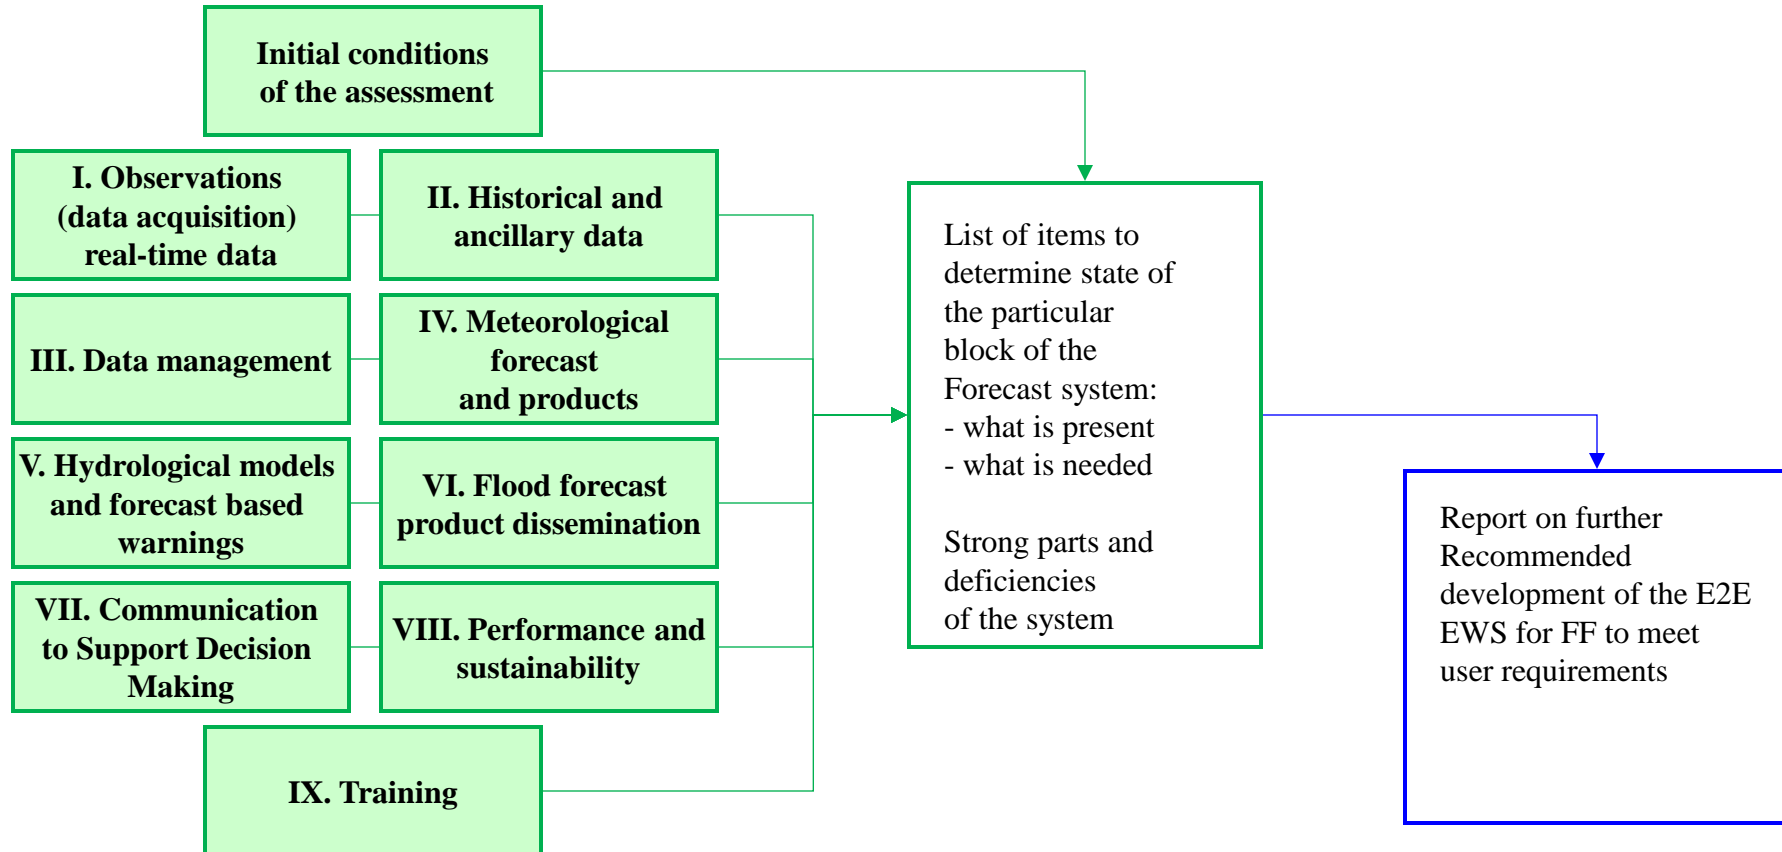 Initial conditions
of the assessment
I. Observations
(data acquisition)
real-time data
II. Historical and
ancillary data
III. Data management
IV. Meteorological
forecast
and products
V. Hydrological models
and forecast based
warnings
VI. Flood forecast
product dissemination
VII. Communication
to Support Decision
Making
VIII. Performance and
sustainability
IX. Training
List of items to
determine state of
the particular
block of the
Forecast system:
- what is present
- what is needed
Strong parts and
deficiencies
of the system
Report on further
Recommended
development of the E2E
EWS for FF to meet
user requirements